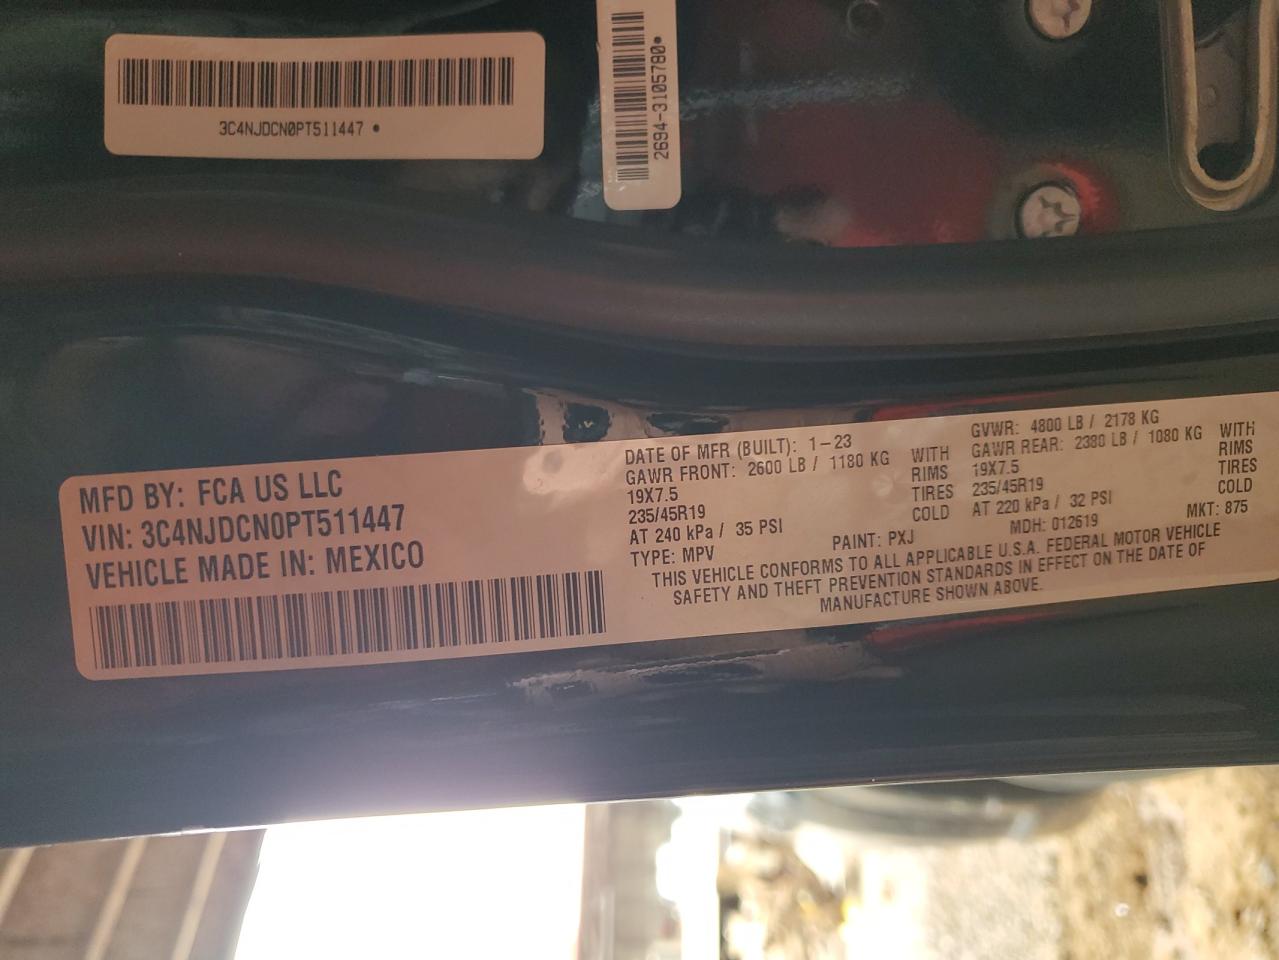 3C4NJDCN0PT511447 •
2694-3105780•
MFD BY: FCA US LLC
VIN: 3C4NJDCN0PT511447
VEHICLE MADE IN: MEXICO
DATE OF MFR (BUILT): 1-23
GAWR FRONT: 2600 LB / 1180 KG WITH
19X7.5 RIMS
235/45R19 TIRES
AT 240 kPa / 35 PSI COLD
TYPE: MPV PAINT: PXJ
GVWR: 4800 LB / 2178 KG
GAWR REAR: 2380 LB / 1080 KG WITH
19X7.5 RIMS
235/45R19 TIRES
AT 220 kPa / 32 PSI COLD
MDH: 012619 MKT: 875
THIS VEHICLE CONFORMS TO ALL APPLICABLE U.S.A. FEDERAL MOTOR VEHICLE
SAFETY AND THEFT PREVENTION STANDARDS IN EFFECT ON THE DATE OF
MANUFACTURE SHOWN ABOVE.